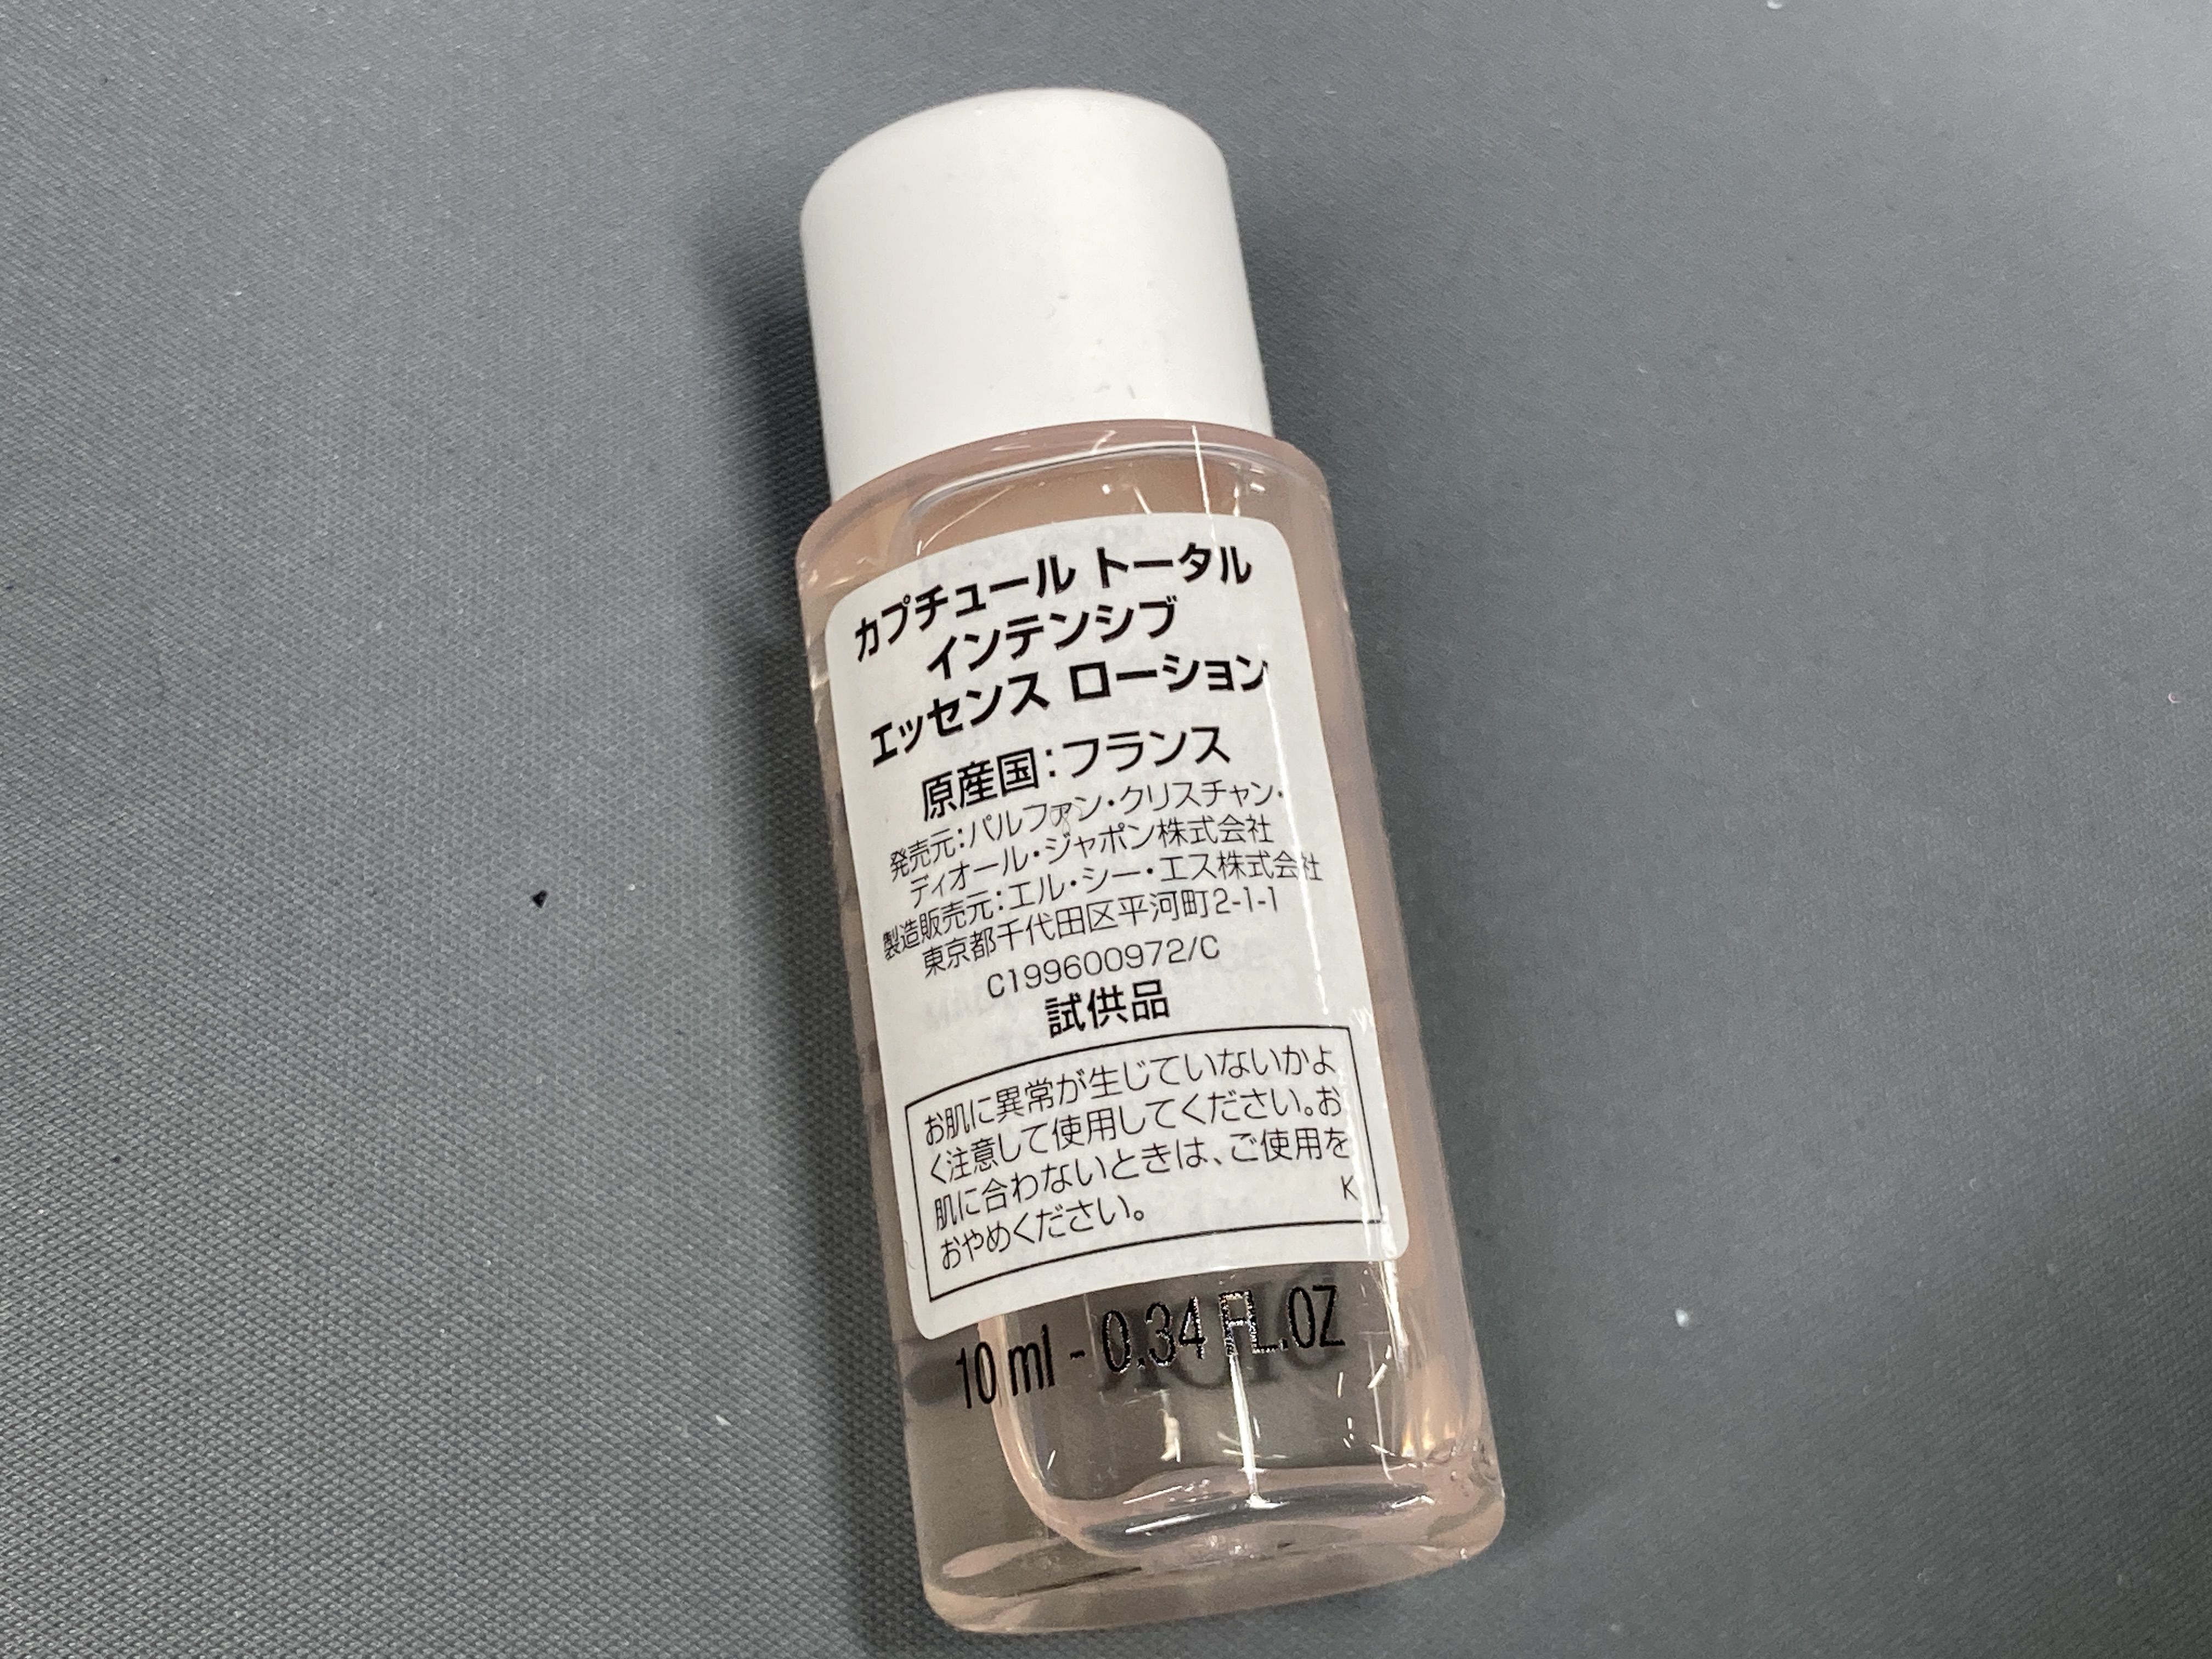 カプチュール トータル
インテンシブ
エッセンス ローション
原産国：フランス
発売元：パルファン・クリスチャン・
ディオール・ジャポン株式会社
製造販売元：エル・シー・エス株式会社
東京都千代田区平河町2-1-1
C199600972/C
試供品
お肌に異常が生じていないかよ
く注意して使用してください。お
肌に合わないときは、ご使用を
おやめください。
K
10 ml - 0.34 FL.OZ